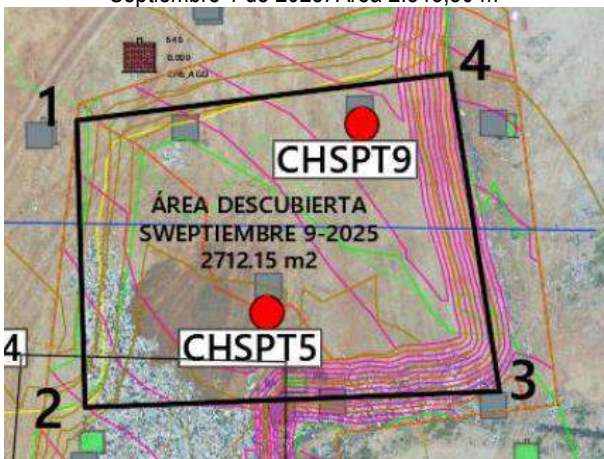 1
4
CHSPT9
ÁREA DESCUBIERTA
SWEPTIEMBRE 9-2025
2712.15 m2
CHSPT5
4
2
3